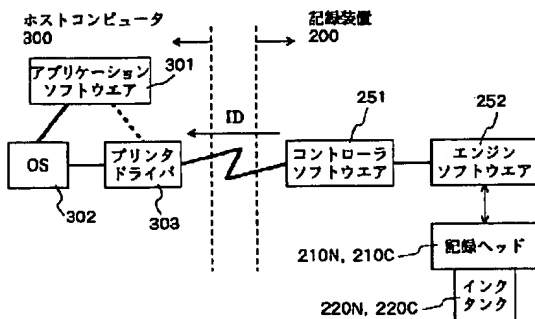 ホストコンピュータ
300
記録装置
200
アプリケーション
ソフトウエア
301
ID
251
252
OS
プリンタ
ドライバ
コントローラ
ソフトウエア
エンジン
ソフトウエア
302
303
210N, 210C
記録ヘッド
220N, 220C
インク
タンク